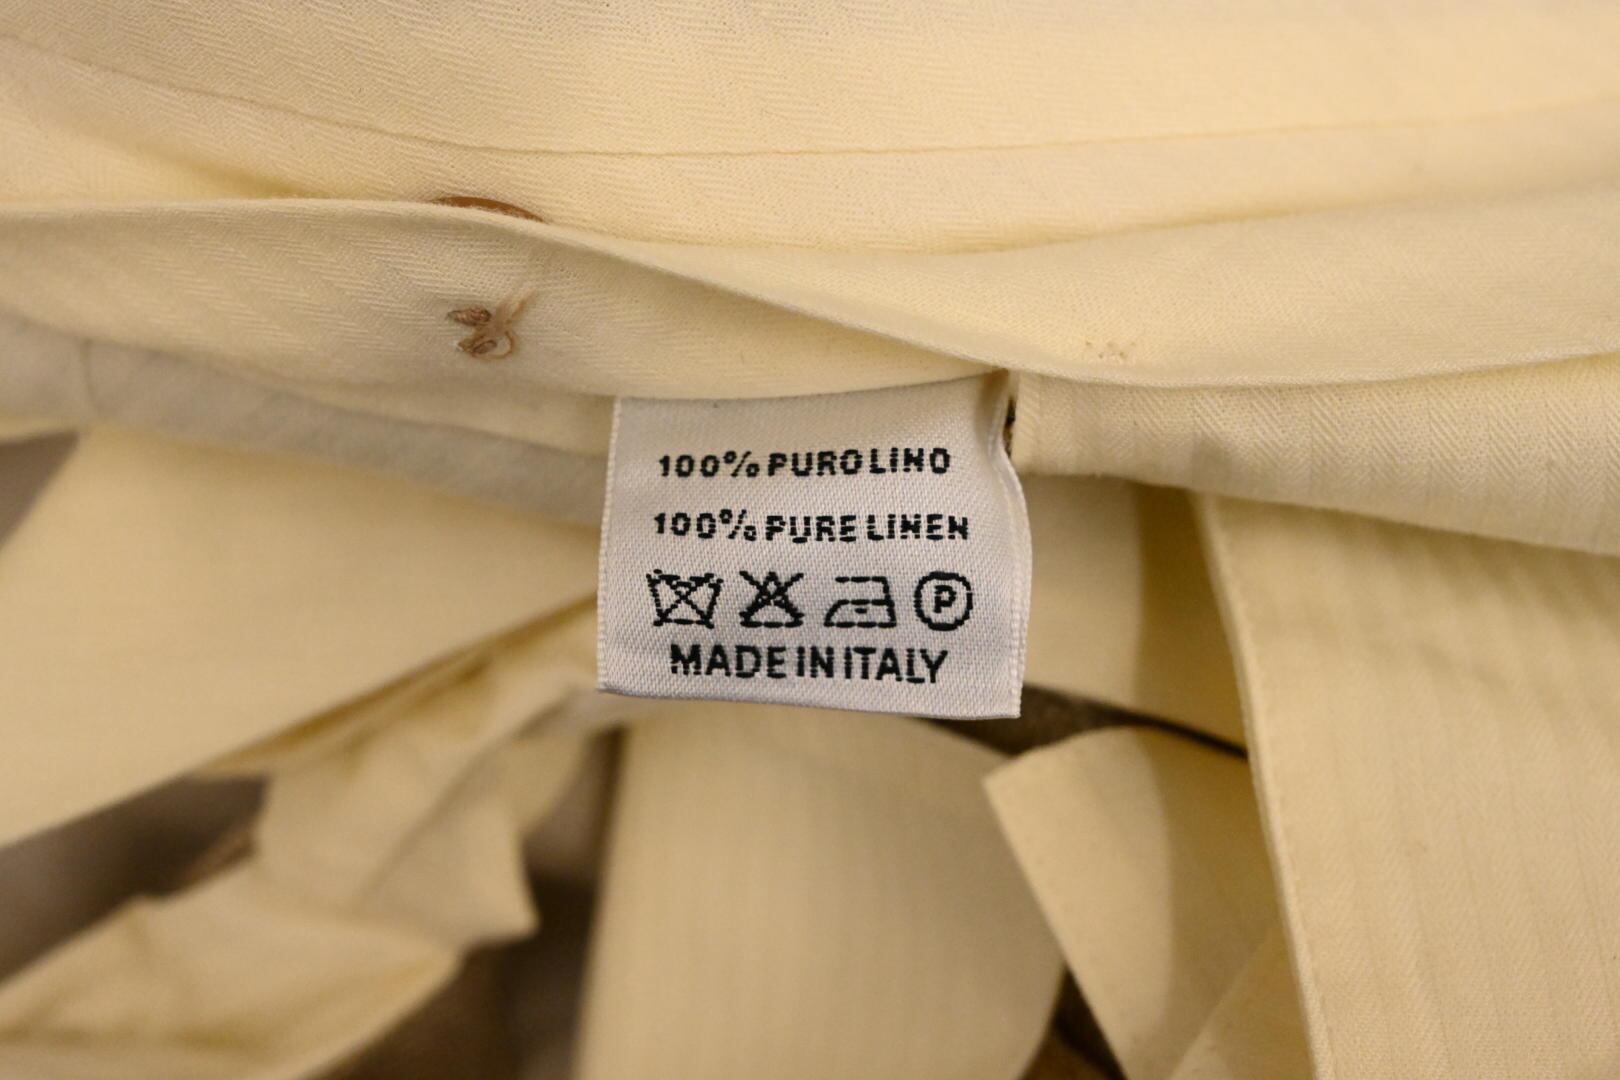 100% PURO LINO
100% PURE LINEN
P
MADE IN ITALY